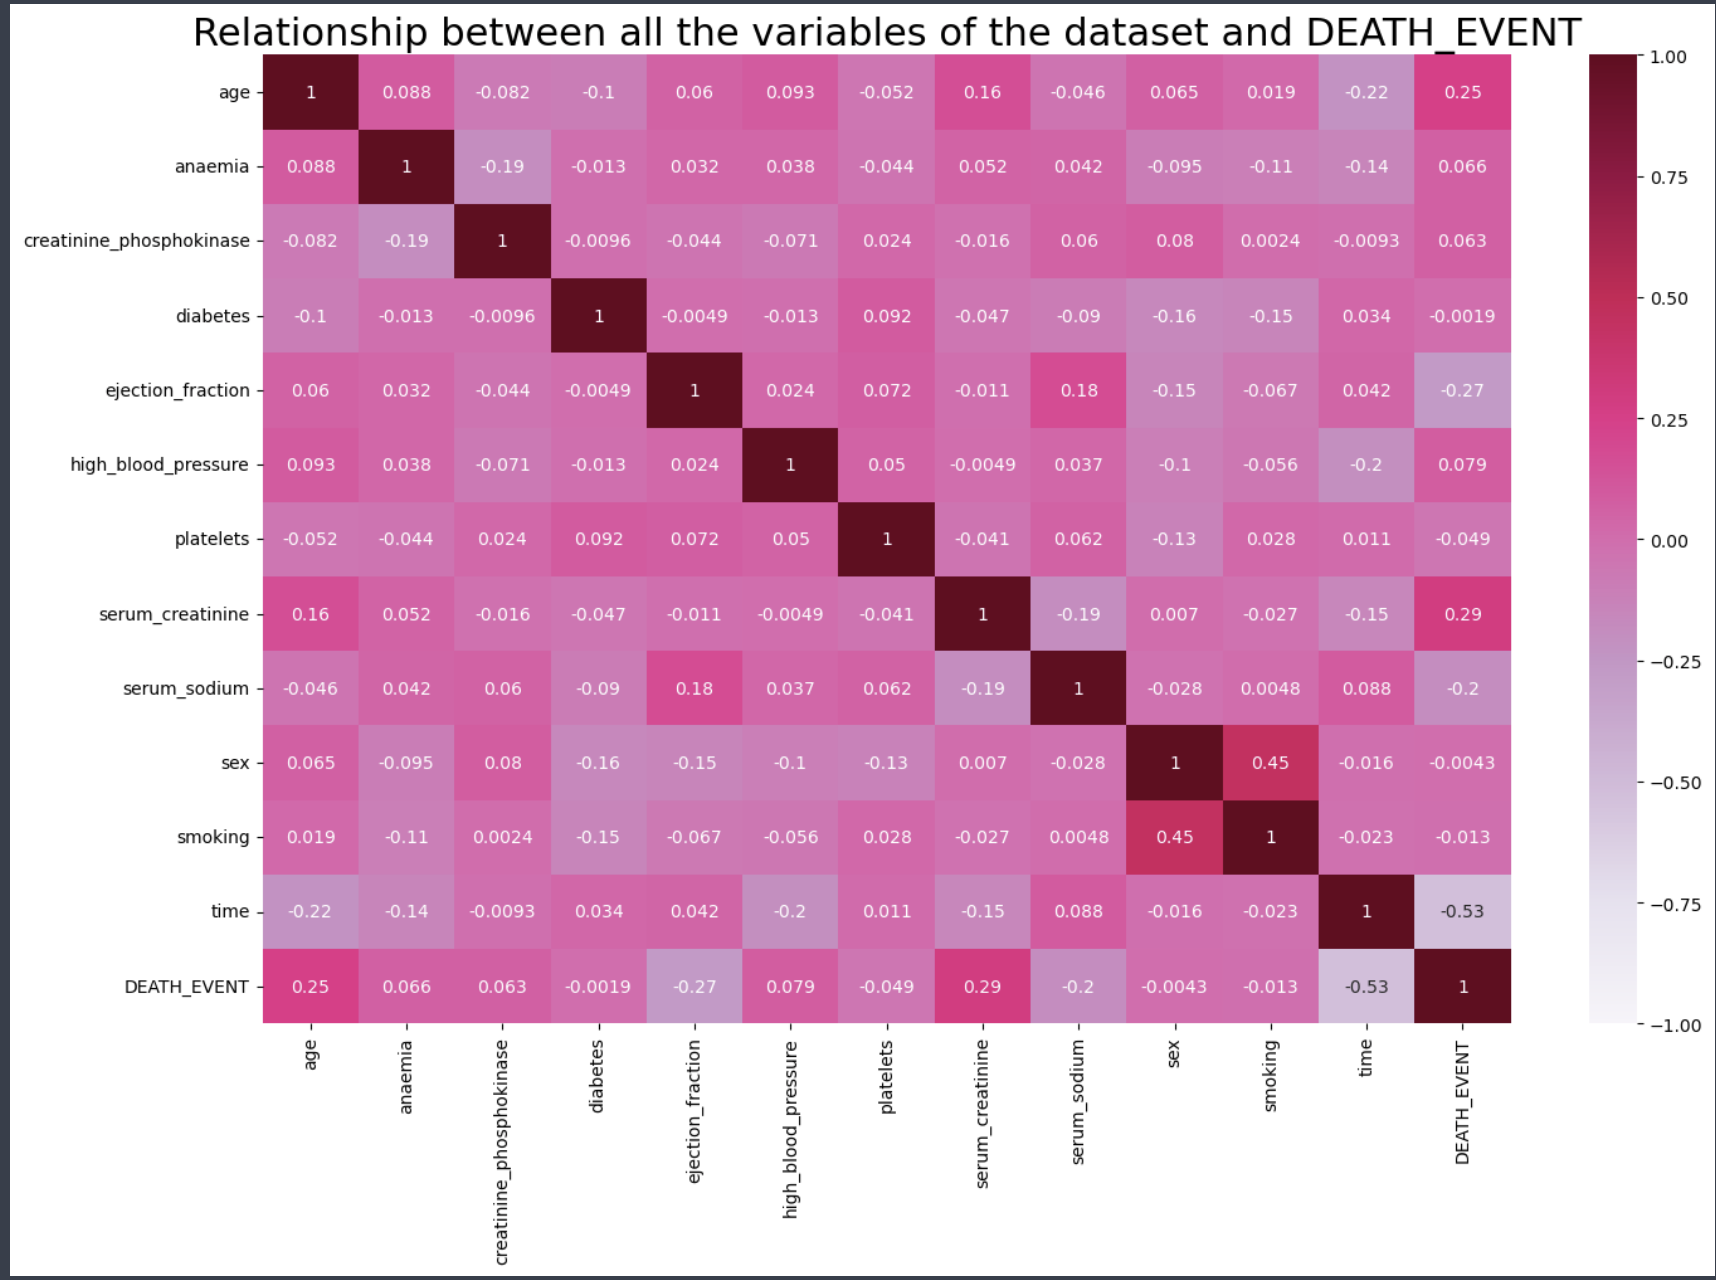 Relationship between all the variables of the dataset and DEATH_EVENT
age 1 0.088 -0.082 -0.1 0.06 0.093 -0.052 0.16 -0.046 0.065 0.019 -0.22 0.25
anaemia 0.088 1 -0.19 -0.013 0.032 0.038 -0.044 0.052 0.042 -0.095 -0.11 -0.14 0.066
creatinine_phosphokinase -0.082 -0.19 1 -0.0096 -0.044 -0.071 0.024 -0.016 0.06 0.08 0.0024 -0.0093 0.063
diabetes -0.1 -0.013 -0.0096 1 -0.0049 -0.013 0.092 -0.047 -0.09 -0.16 -0.15 0.034 -0.0019
ejection_fraction 0.06 0.032 -0.044 -0.0049 1 0.024 0.072 -0.011 0.18 -0.15 -0.067 0.042 -0.27
high_blood_pressure 0.093 0.038 -0.071 -0.013 0.024 1 0.05 -0.0049 0.037 -0.1 -0.056 -0.2 0.079
platelets -0.052 -0.044 0.024 0.092 0.072 0.05 1 -0.041 0.062 -0.13 0.028 0.011 -0.049
serum_creatinine 0.16 0.052 -0.016 -0.047 -0.011 -0.0049 -0.041 1 -0.19 0.007 -0.027 -0.15 0.29
serum_sodium -0.046 0.042 0.06 -0.09 0.18 0.037 0.062 -0.19 1 -0.028 0.0048 0.088 -0.2
sex 0.065 -0.095 0.08 -0.16 -0.15 -0.1 -0.13 0.007 -0.028 1 0.45 -0.016 -0.0043
smoking 0.019 -0.11 0.0024 -0.15 -0.067 -0.056 0.028 -0.027 0.0048 0.45 1 -0.023 -0.013
time -0.22 -0.14 -0.0093 0.034 0.042 -0.2 0.011 -0.15 0.088 -0.016 -0.023 1 -0.53
DEATH_EVENT 0.25 0.066 0.063 -0.0019 -0.27 0.079 -0.049 0.29 -0.2 -0.0043 -0.013 -0.53 1
age
anaemia
creatinine_phosphokinase
diabetes
ejection_fraction
high_blood_pressure
platelets
serum_creatinine
serum_sodium
sex
smoking
time
DEATH_EVENT
1.00
0.75
0.50
0.25
0.00
−0.25
−0.50
−0.75
−1.00